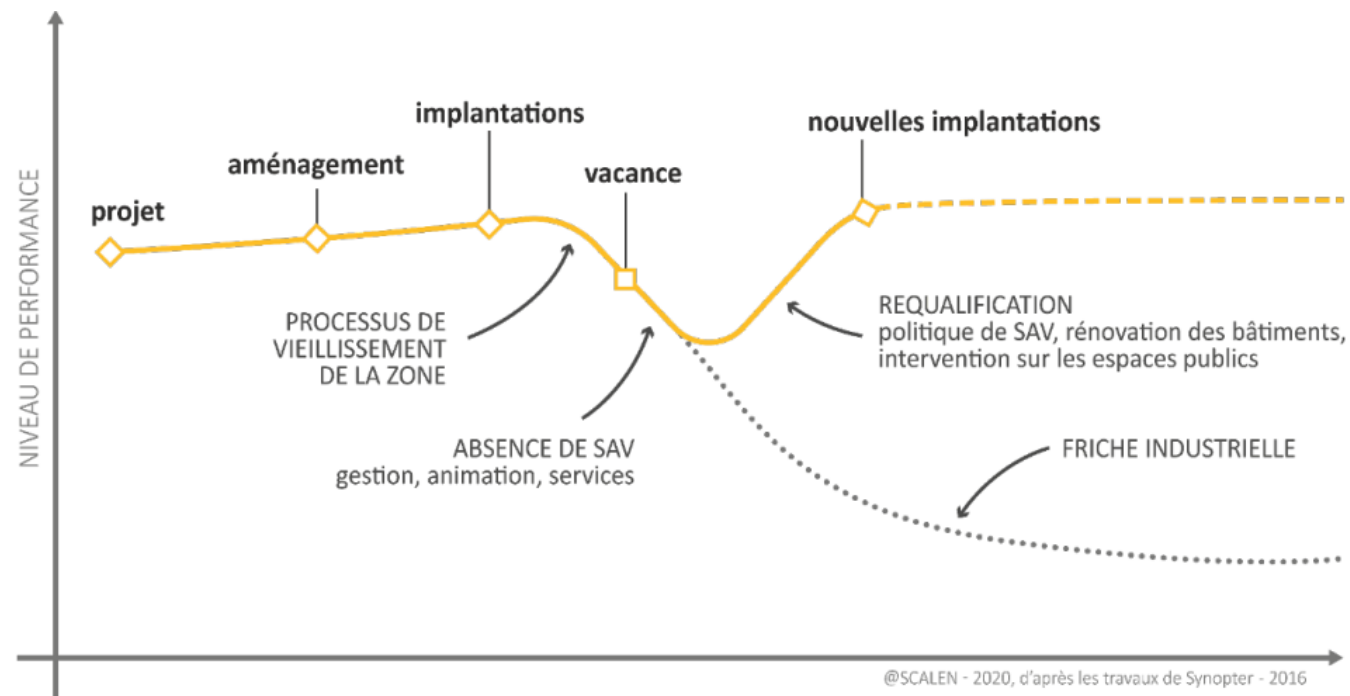 NIVEAU DE PERFORMANCE
projet
aménagement
implantations
vacance
nouvelles implantations
PROCESSUS DE
VIEILLISSEMENT
DE LA ZONE
ABSENCE DE SAV
gestion, animation, services
REQUALIFICATION
politique de SAV, rénovation des bâtiments,
intervention sur les espaces publics
FRICHE INDUSTRIELLE
@SCALEN - 2020, d'après les travaux de Synopter - 2016